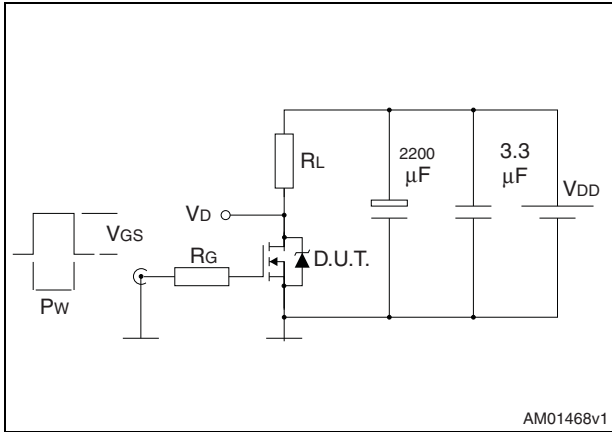 RL
2200
μF
3.3
μF
VDD
VD
VGS
RG
D.U.T.
PW
AM01468v1